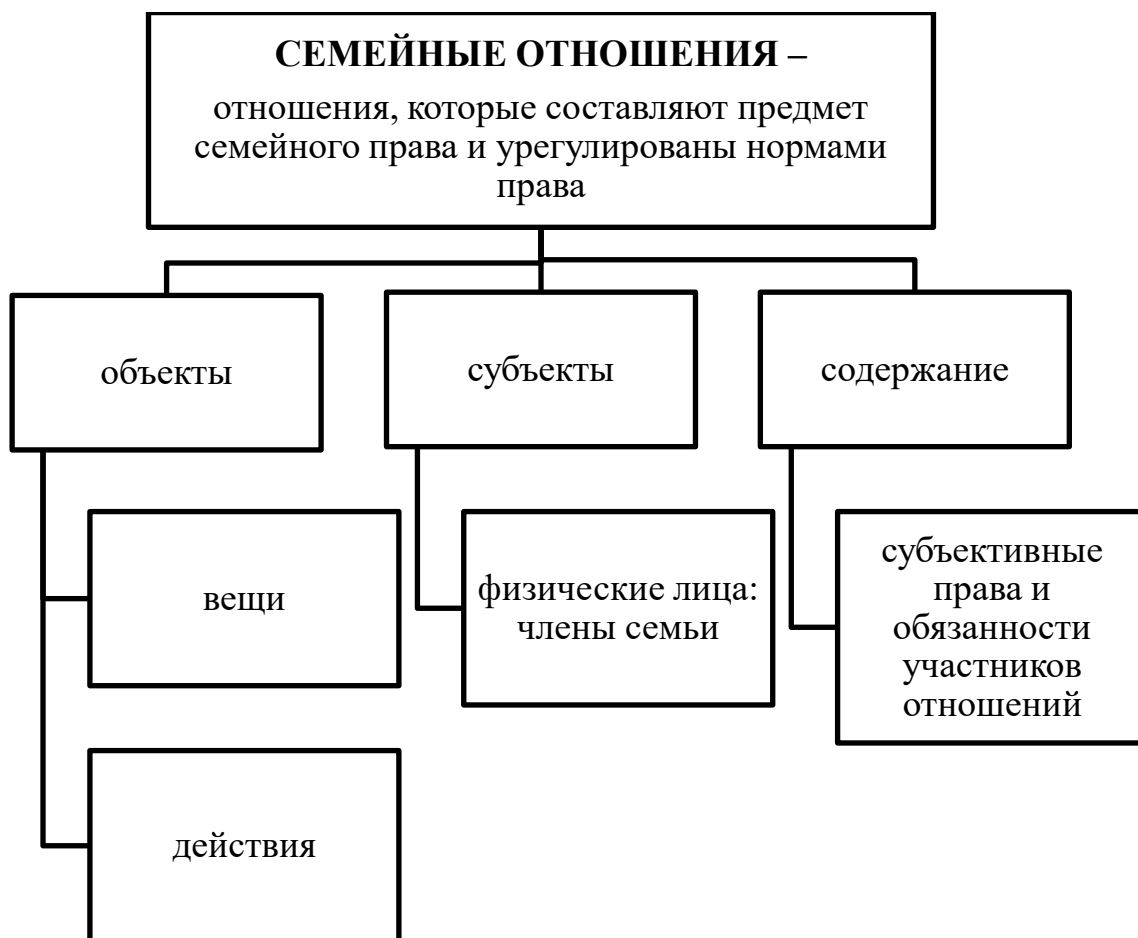 СЕМЕЙНЫЕ ОТНОШЕНИЯ –
отношения, которые составляют предмет
семейного права и урегулированы нормами
права
объекты
субъекты
содержание
вещи
физические лица:
члены семьи
субъективные
права и
обязанности
участников
отношений
действия